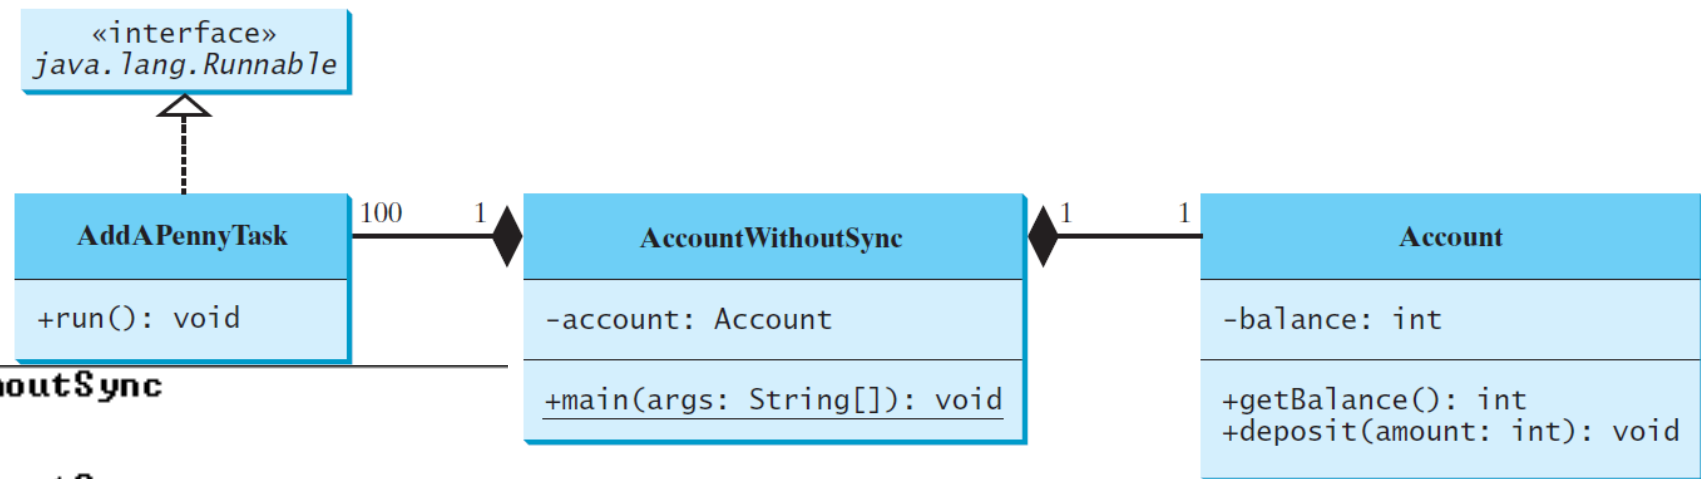 «interface»
java.lang.Runnable
AddAPennyTask
+run(): void
100
1
AccountWithoutSync
-account: Account
+main(args: String[]): void
1
1
Account
-balance: int
+getBalance(): int
+deposit(amount: int): void
outSync